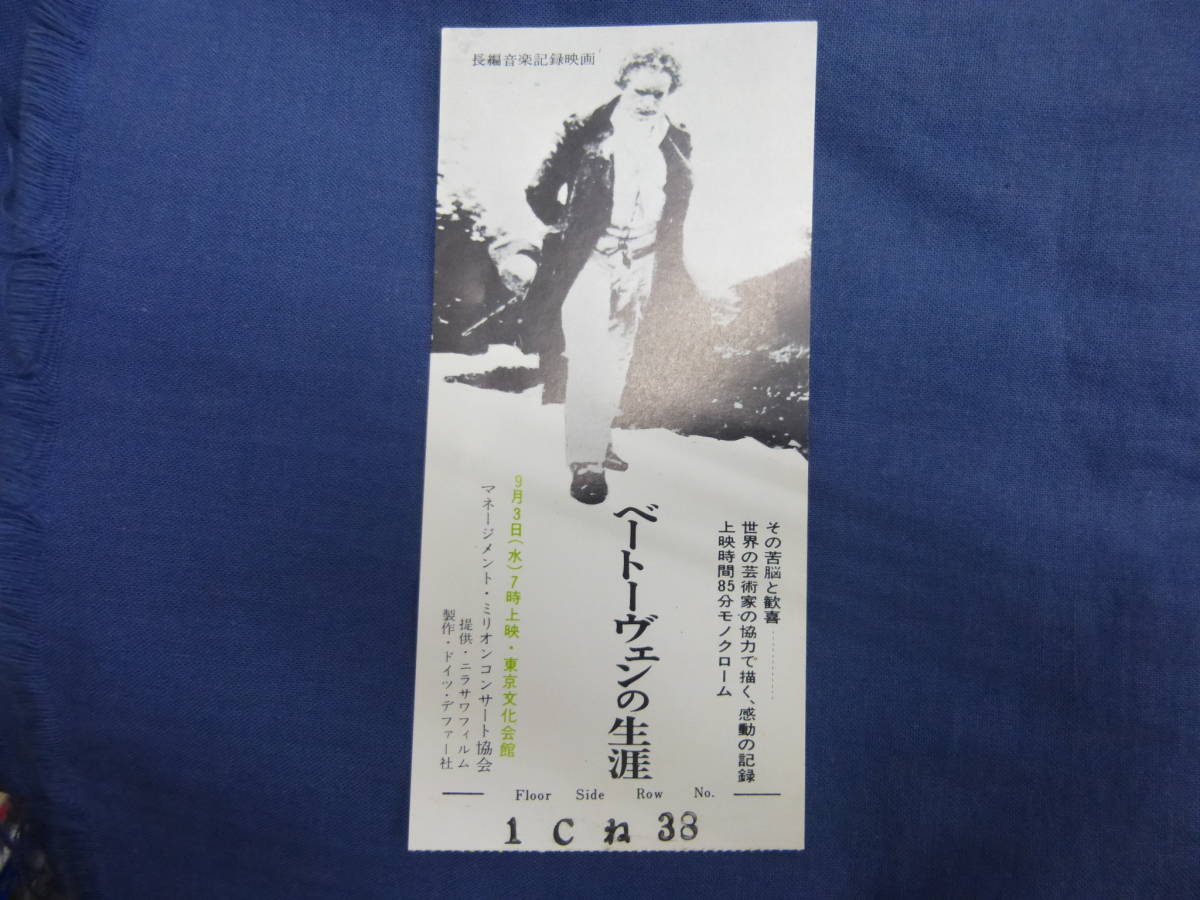 長編音楽記録映画
その苦脳と歓喜…………
世界の芸術家の協力で描く、感動の記録
上映時間85分モノクローム
ベートーヴェンの生涯
9月3日(水)7時上映・東京文化会館
マネージメント・ミリオンコンサート協会
提供・ニラサワフィルム
製作・ドイツ・デファー社
Floor Side Row No.
1 C ね 38